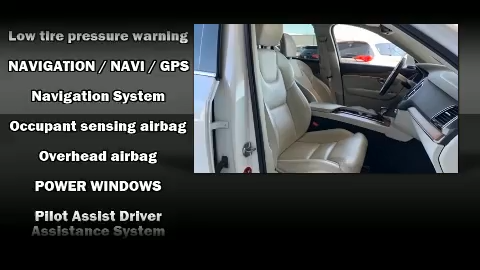 Low tire pressure warning
NAVIGATION / NAVI / GPS
Navigation System
Occupant sensing airbag
Overhead airbag
POWER WINDOWS
Pilot Assist Driver
Assistance System